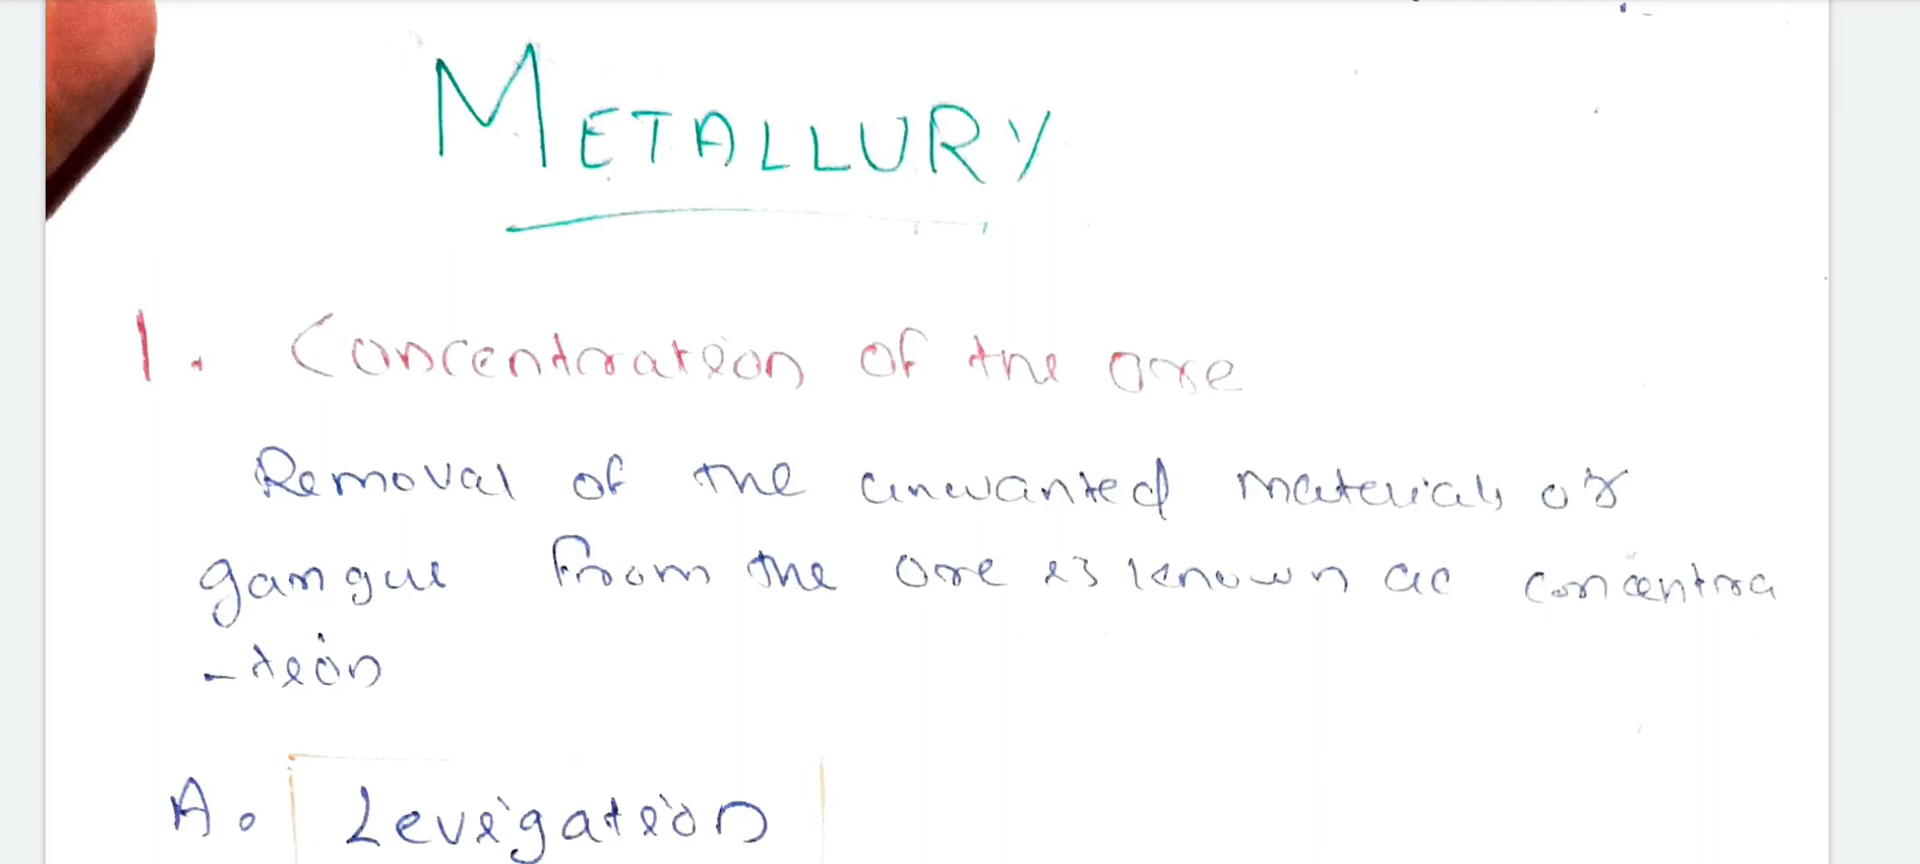 METALLURY
1. Concentration of the ore
Removal of the unwanted materials or
gangue from the ore is known as concentra
-tion
A. Levigation